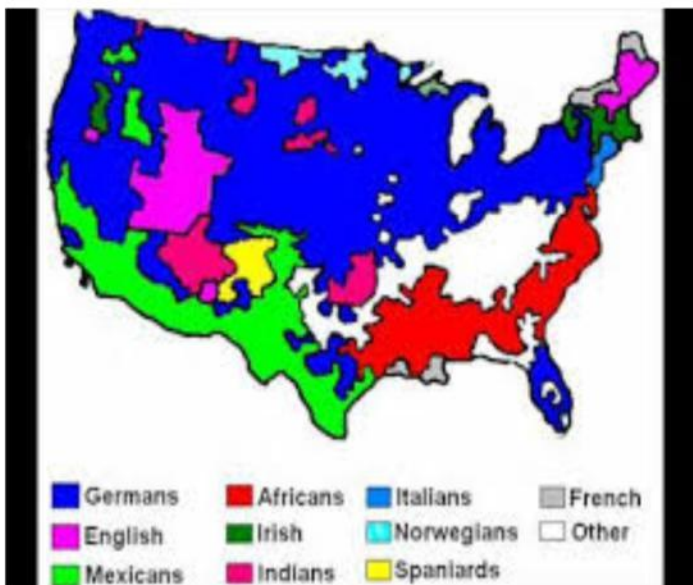 Germans Africans Italians French
English Irish Norwegians Other
Mexicans Indians Spaniards